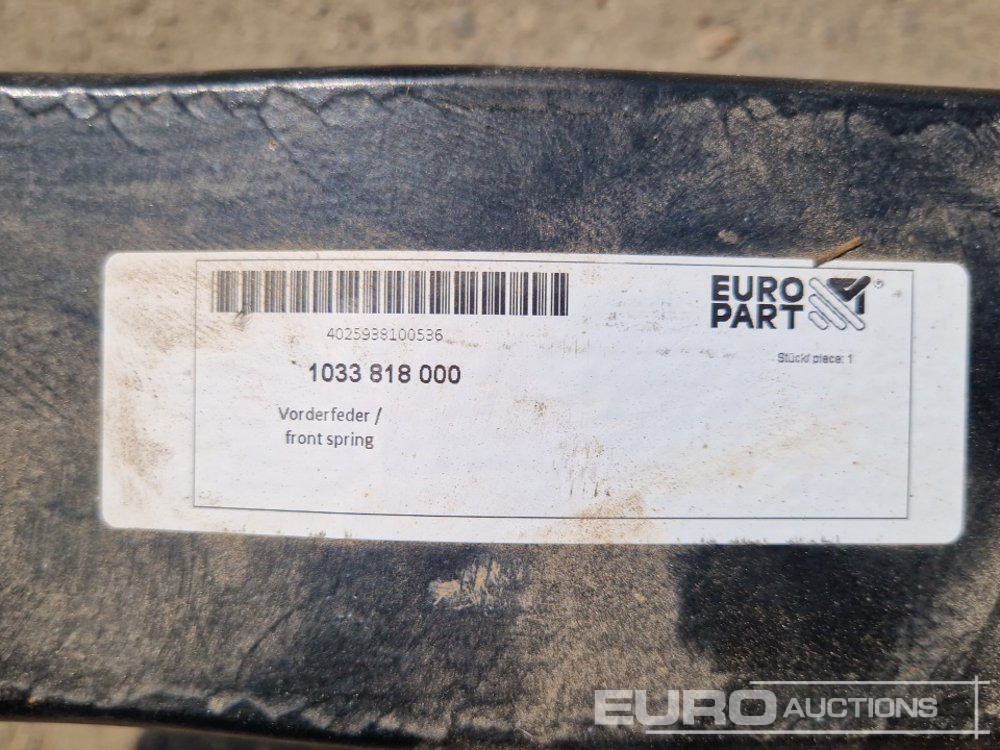 EURO
PART
®
4025938100536
Stück/ piece: 1
1033 818 000
Vorderfeder /
front spring
EURO AUCTIONS